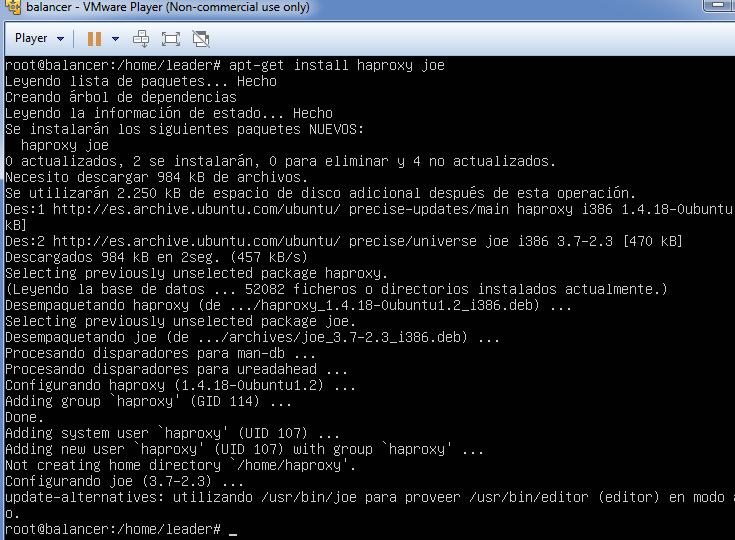 balancer - VMware Player (Non-commercial use only)
Player
root@balancer:/home/leader# apt-get install haproxy joe
Leyendo lista de paquetes... Hecho
Creando árbol de dependencias
Leyendo la información de estado... Hecho
Se instalarán los siguientes paquetes NUEVOS:
haproxy joe
0 actualizados, 2 se instalarán, 0 para eliminar y 4 no actualizados.
Necesito descargar 984 kB de archivos.
Se utilizarán 2.250 kB de espacio de disco adicional después de esta operación.
Des:1 http://es.archive.ubuntu.com/ubuntu/ precise-updates/main haproxy i386 1.4.18-0ubuntu
kB]
Des:2 http://es.archive.ubuntu.com/ubuntu/ precise/universe joe i386 3.7-2.3 [470 kB]
Descargados 984 kB en 2seg. (457 kB/s)
Selecting previously unselected package haproxy.
(Leyendo la base de datos ... 52082 ficheros o directorios instalados actualmente.)
Desempaquetando haproxy (de .../haproxy_1.4.18-0ubuntu1.2_i386.deb) ...
Selecting previously unselected package joe.
Desempaquetando joe (de .../archives/joe_3.7-2.3_i386.deb) ...
Procesando disparadores para man-db ...
Procesando disparadores para ureadahead ...
Configurando haproxy (1.4.18-0ubuntu1.2) ...
Adding group `haproxy' (GID 114) ...
Done.
Adding system user `haproxy' (UID 107) ...
Adding new user `haproxy' (UID 107) with group `haproxy' ...
Not creating home directory `/home/haproxy'.
Configurando joe (3.7-2.3) ...
update-alternatives: utilizando /usr/bin/joe para proveer /usr/bin/editor (editor) en modo a
o.
root@balancer:/home/leader# _